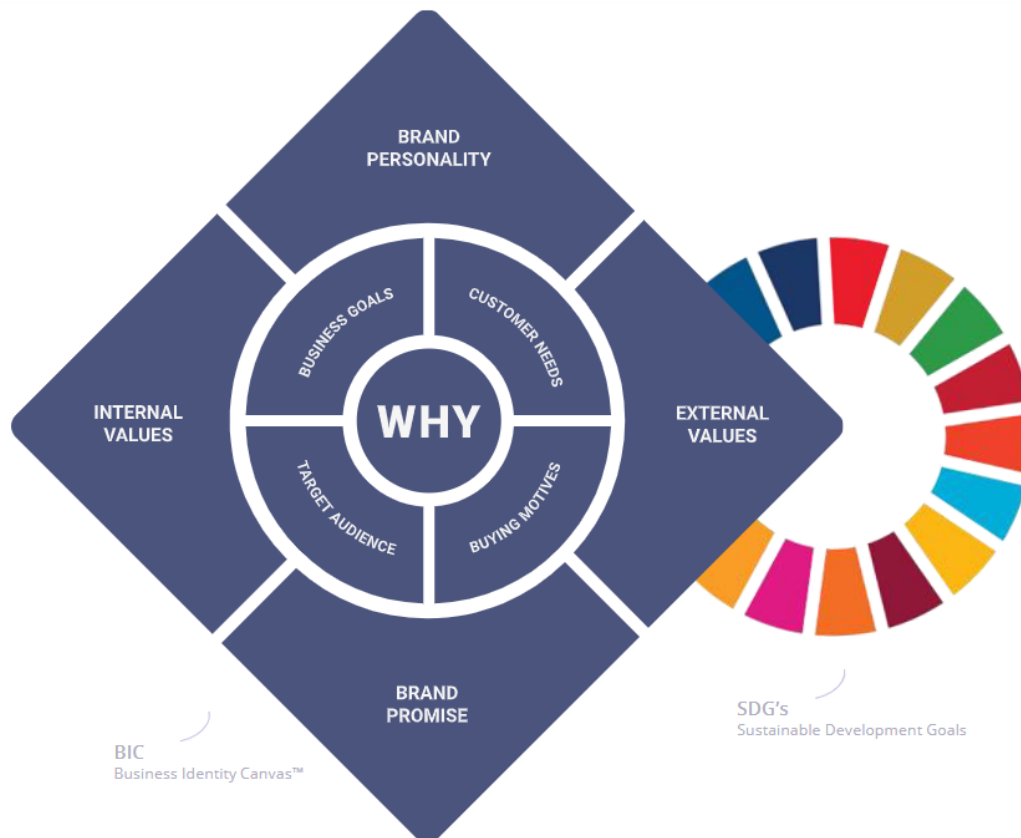 BRAND
PERSONALITY
BUSINESS GOALS
CUSTOMER NEEDS
INTERNAL
VALUES
WHY
EXTERNAL
VALUES
TARGET AUDIENCE
BUYING MOTIVES
BRAND
PROMISE
SDG's
Sustainable Development Goals
BIC
Business Identity Canvas™